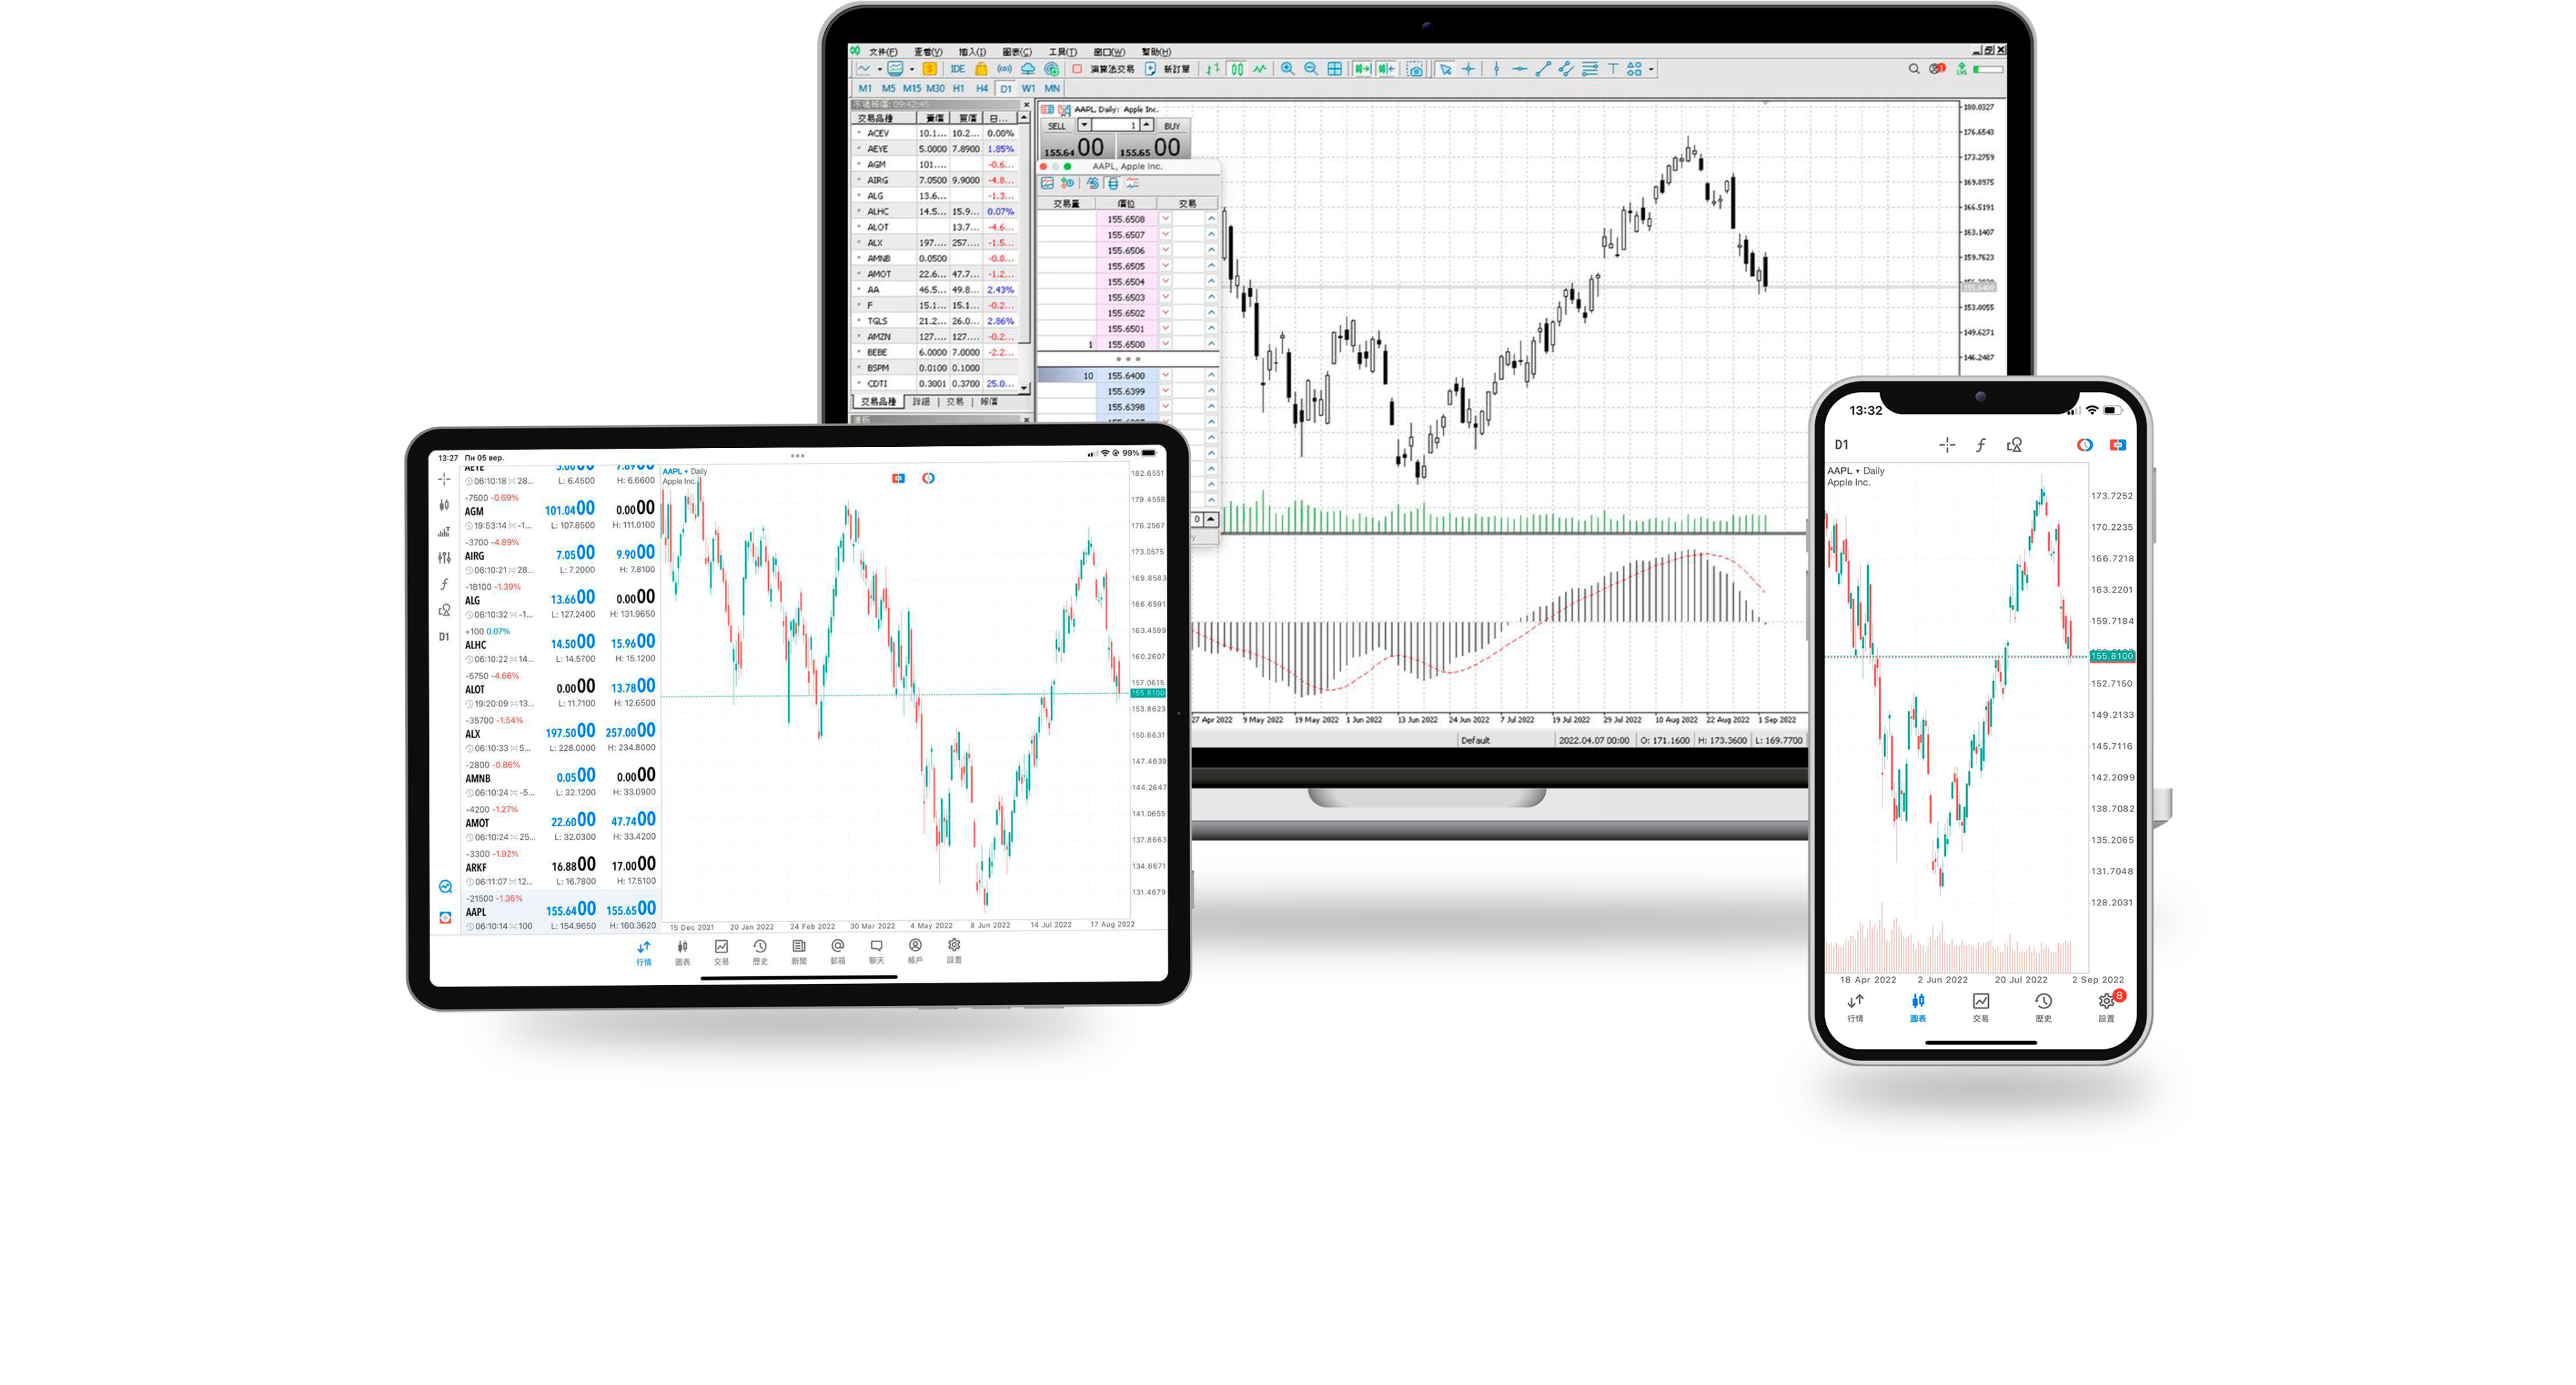 文件(F) 查看(V) 插入(I) 圖表(C) 工具(T) 窗口(W) 幫助(H)
IDE 演算法交易 新訂單
M1 M5 M15 M30 H1 H4 D1 W1 MN
市場報價: 09:42:45
交易品種 賣價 買價 日...
ACEV 10.1... 10.2... 0.00%
AEYE 5.0000 7.8900 1.85%
AGM 101.... -0.6...
AIRG 7.0500 9.9000 -4.8...
ALG 13.6... -1.3...
ALHC 14.5... 15.9... 0.07%
ALOT 13.7... -4.6...
ALX 197.... 257.... -1.5...
AMNB 0.0500 -0.8...
AMOT 22.6... 47.7... -1.2...
AA 46.5... 49.8... 2.43%
F 15.1... 15.1... -0.2...
TGLS 21.2... 26.0... 2.86%
AMZN 127.... 127.... -0.2...
BEBE 6.0000 7.0000 -2.2...
BSPM 0.0100 0.1000
CDTI 0.3001 0.3700 25.0...
交易品種 詳細 交易 報價
AAPL, Daily: Apple Inc.
SELL 1 BUY
155.64 00 155.65 00
AAPL, Apple Inc.
交易量 價位 交易
155.6508
155.6507
155.6506
155.6505
155.6504
155.6503
155.6502
155.6501
1 155.6500
10 155.6400
155.6399
155.6398
0
180.0327
176.6543
173.2759
169.8975
166.5191
163.1407
159.7623
155.6400
153.0055
149.6271
146.2487
27 Apr 2022 9 May 2022 19 May 2022 1 Jun 2022 13 Jun 2022 24 Jun 2022 7 Jul 2022 19 Jul 2022 29 Jul 2022 10 Aug 2022 22 Aug 2022 1 Sep 2022
Default 2022.04.07 00:00 O: 171.1600 H: 173.3600 L: 169.7700
13:27 Пн 05 вер. 99%
AEYE 5.0000 7.8900
06:10:18 28... L: 6.4500 H: 6.6600
-7500 -0.69%
AGM 101.0400 0.0000
19:53:14 -1... L: 107.8500 H: 111.0100
-3700 -4.89%
AIRG 7.0500 9.9000
06:10:21 28... L: 7.2000 H: 7.8100
-18100 -1.39%
ALG 13.6600 0.0000
06:10:32 -1... L: 127.2400 H: 131.9650
+100 0.07%
ALHC 14.5000 15.9600
06:10:22 14... L: 14.5700 H: 15.1200
-5750 -4.66%
ALOT 0.0000 13.7800
19:20:09 13... L: 11.7100 H: 12.6500
-35700 -1.54%
ALX 197.5000 257.0000
06:10:33 5... L: 228.0000 H: 234.8000
-2800 -0.86%
AMNB 0.0500 0.0000
06:10:24 -5... L: 32.1200 H: 33.0900
-4200 -1.27%
AMOT 22.6000 47.7400
06:10:24 25... L: 32.0300 H: 33.4200
-3300 -1.92%
ARKF 16.8800 17.0000
06:11:07 12... L: 16.7800 H: 17.5100
-21500 -1.36%
AAPL 155.6400 155.6500
06:10:14 100 L: 154.9650 H: 160.3620
D1
AAPL • Daily
Apple Inc.
182.6551
179.4559
176.2567
173.0575
169.8583
166.6591
163.4599
160.2607
157.0615
155.8100
153.8623
150.6631
147.4639
144.2647
141.0655
137.8663
134.6671
131.4679
15 Dec 2021 20 Jan 2022 24 Feb 2022 30 Mar 2022 4 May 2022 8 Jun 2022 14 Jul 2022 17 Aug 2022
行情 圖表 交易 歷史 新聞 郵箱 聊天 帳戶 設置
13:32
D1
AAPL ▾ Daily
Apple Inc.
173.7252
170.2235
166.7218
163.2201
159.7184
155.8100
152.7150
149.2133
145.7116
142.2099
138.7082
135.2065
131.7048
128.2031
18 Apr 2022 2 Jun 2022 20 Jul 2022 2 Sep 2022
8
行情 圖表 交易 歷史 設置